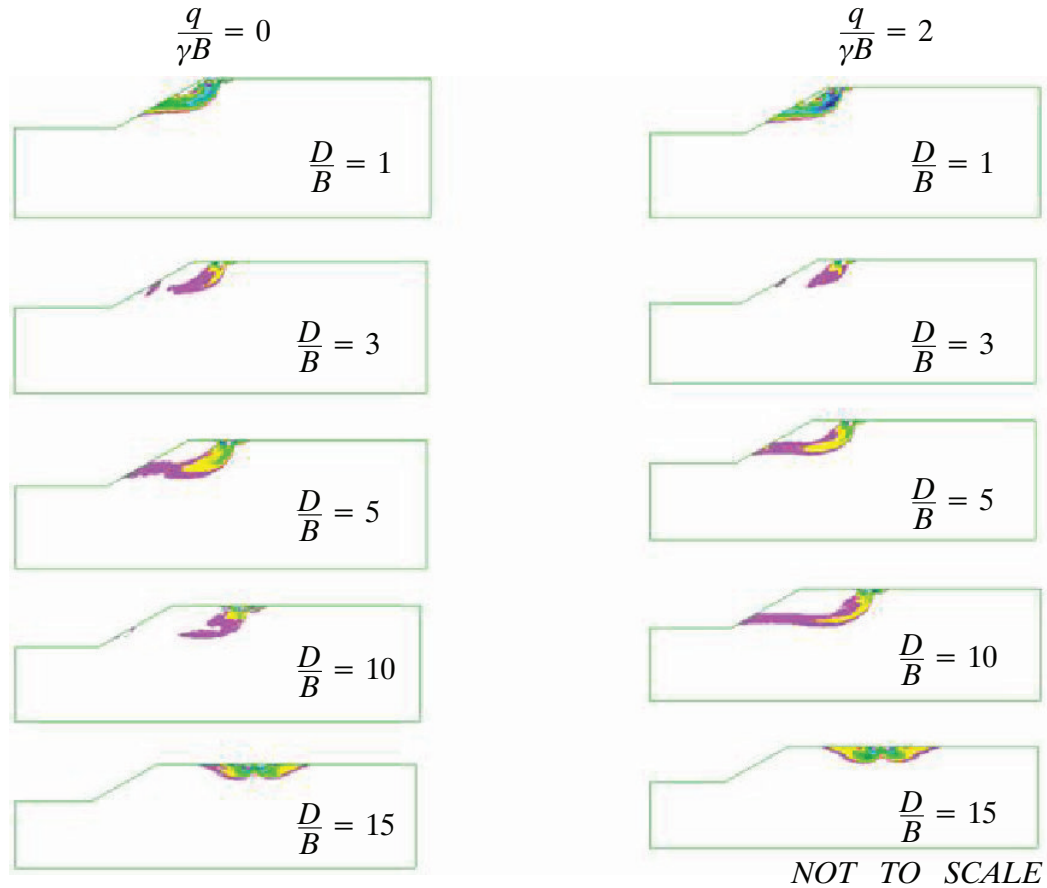 q/γB = 0
q/γB = 2
D/B = 1
D/B = 1
D/B = 3
D/B = 3
D/B = 5
D/B = 5
D/B = 10
D/B = 10
D/B = 15
D/B = 15
NOT TO SCALE